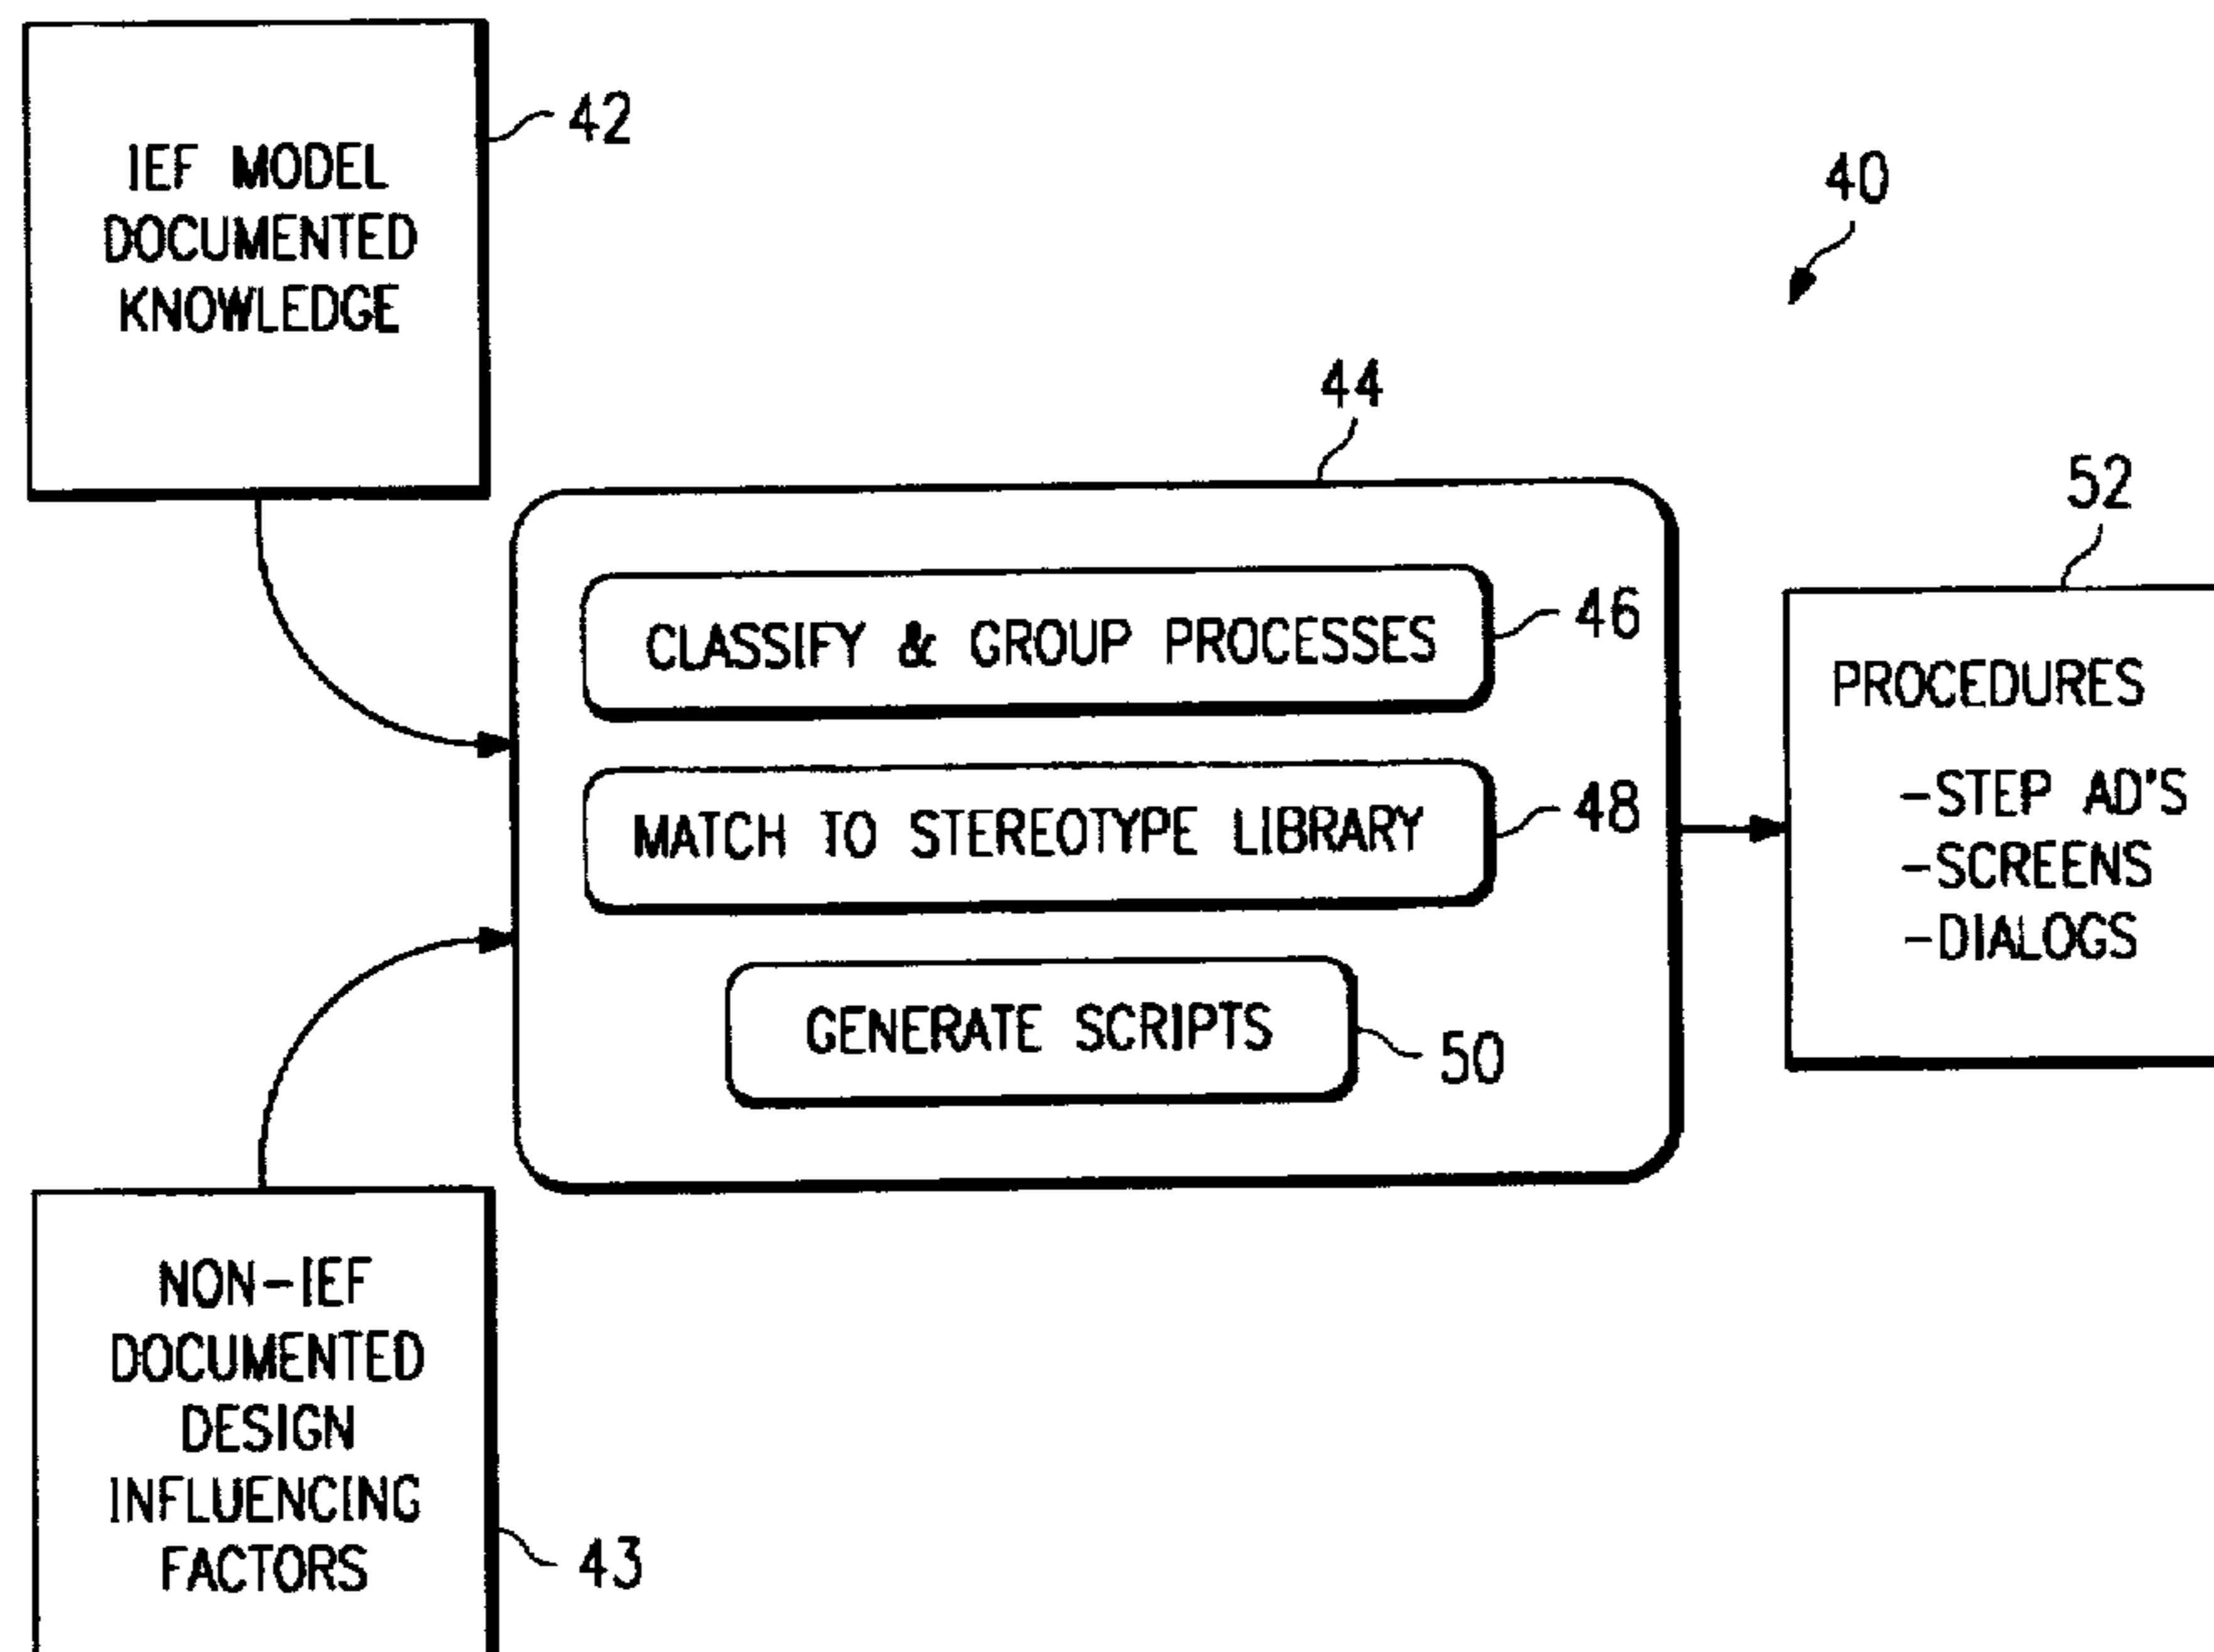 IEF MODEL
DOCUMENTED
KNOWLEDGE
42
40
44
CLASSIFY & GROUP PROCESSES
46
MATCH TO STEREOTYPE LIBRARY
48
GENERATE SCRIPTS
50
52
PROCEDURES
-STEP AD'S
-SCREENS
-DIALOGS
NON-IEF
DOCUMENTED
DESIGN
INFLUENCING
FACTORS
43